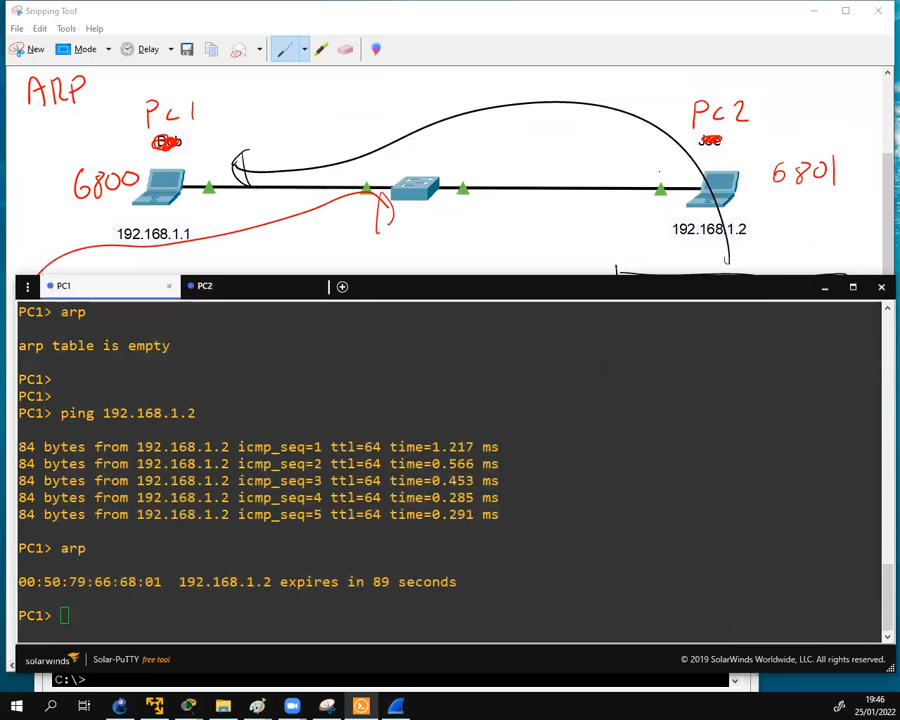 Snipping Tool
File Edit Tools Help
New Mode Delay
ARP
PC1
PC2
6800
6801
192.168.1.1
192.168.1.2
PC1
PC2
PC1> arp
arp table is empty
PC1>
PC1>
PC1> ping 192.168.1.2
84 bytes from 192.168.1.2 icmp_seq=1 ttl=64 time=1.217 ms
84 bytes from 192.168.1.2 icmp_seq=2 ttl=64 time=0.566 ms
84 bytes from 192.168.1.2 icmp_seq=3 ttl=64 time=0.453 ms
84 bytes from 192.168.1.2 icmp_seq=4 ttl=64 time=0.285 ms
84 bytes from 192.168.1.2 icmp_seq=5 ttl=64 time=0.291 ms
PC1> arp
00:50:79:66:68:01 192.168.1.2 expires in 89 seconds
PC1>
solarwinds Solar-PuTTY free tool © 2019 SolarWinds Worldwide, LLC. All rights reserved.
C:\>
19:46
25/01/2022